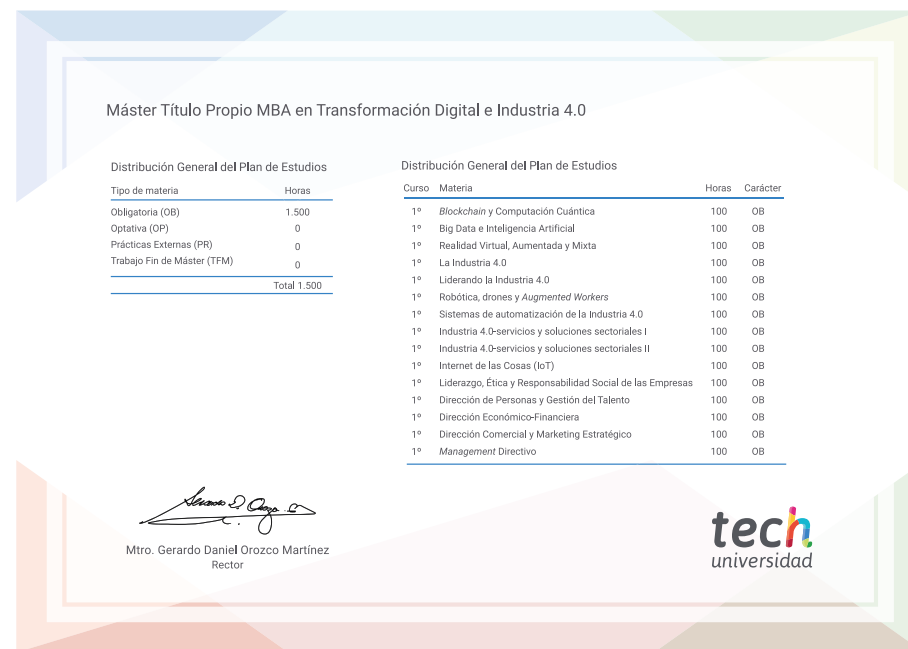 Máster Título Propio MBA en Transformación Digital e Industria 4.0
Distribución General del Plan de Estudios
Tipo de materia Horas
Obligatoria (OB) 1.500
Optativa (OP) 0
Prácticas Externas (PR) 0
Trabajo Fin de Máster (TFM) 0
Total 1.500
Distribución General del Plan de Estudios
Curso Materia Horas Carácter
1º Blockchain y Computación Cuántica 100 OB
1º Big Data e Inteligencia Artificial 100 OB
1º Realidad Virtual, Aumentada y Mixta 100 OB
1º La Industria 4.0 100 OB
1º Liderando la Industria 4.0 100 OB
1º Robótica, drones y Augmented Workers 100 OB
1º Sistemas de automatización de la Industria 4.0 100 OB
1º Industria 4.0-servicios y soluciones sectoriales I 100 OB
1º Industria 4.0-servicios y soluciones sectoriales II 100 OB
1º Internet de las Cosas (IoT) 100 OB
1º Liderazgo, Ética y Responsabilidad Social de las Empresas 100 OB
1º Dirección de Personas y Gestión del Talento 100 OB
1º Dirección Económico-Financiera 100 OB
1º Dirección Comercial y Marketing Estratégico 100 OB
1º Management Directivo 100 OB
Mtro. Gerardo Daniel Orozco Martínez
Rector
tech
universidad